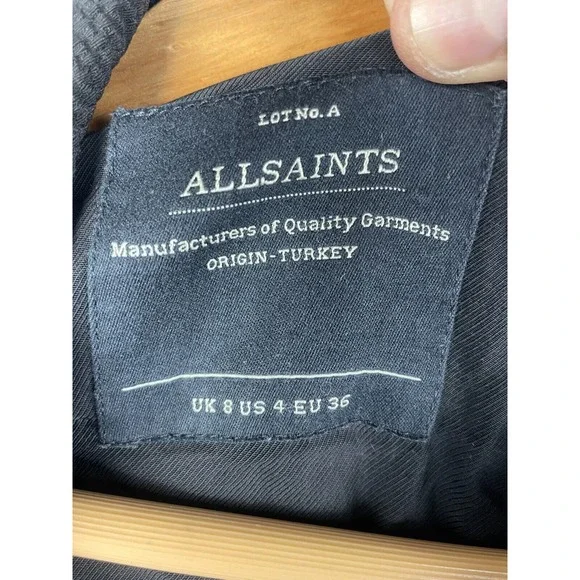 LOT No. A
ALLSAINTS
Manufacturers of Quality Garments
ORIGIN-TURKEY
UK 8 US 4 EU 36